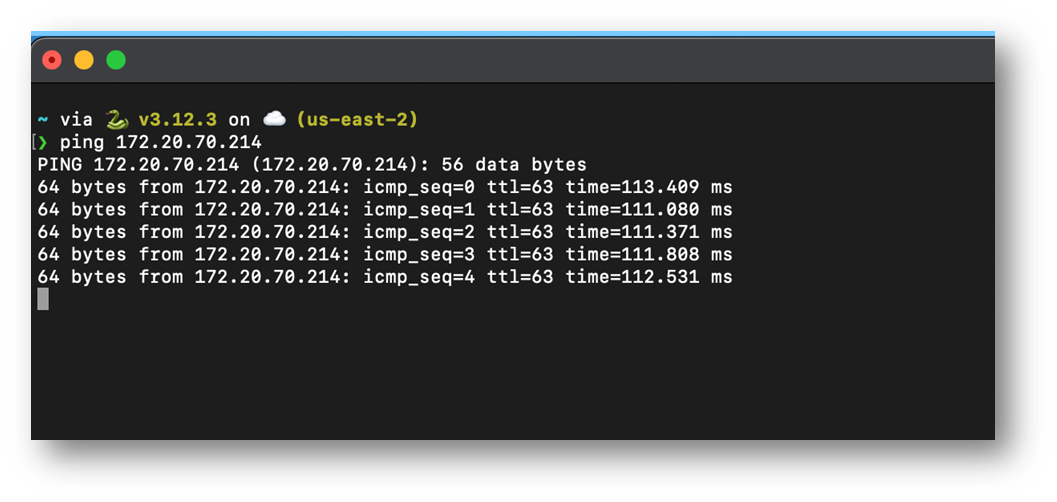 ~ via 🐍 v3.12.3 on ☁️ (us-east-2)
[❯ ping 172.20.70.214
PING 172.20.70.214 (172.20.70.214): 56 data bytes
64 bytes from 172.20.70.214: icmp_seq=0 ttl=63 time=113.409 ms
64 bytes from 172.20.70.214: icmp_seq=1 ttl=63 time=111.080 ms
64 bytes from 172.20.70.214: icmp_seq=2 ttl=63 time=111.371 ms
64 bytes from 172.20.70.214: icmp_seq=3 ttl=63 time=111.808 ms
64 bytes from 172.20.70.214: icmp_seq=4 ttl=63 time=112.531 ms